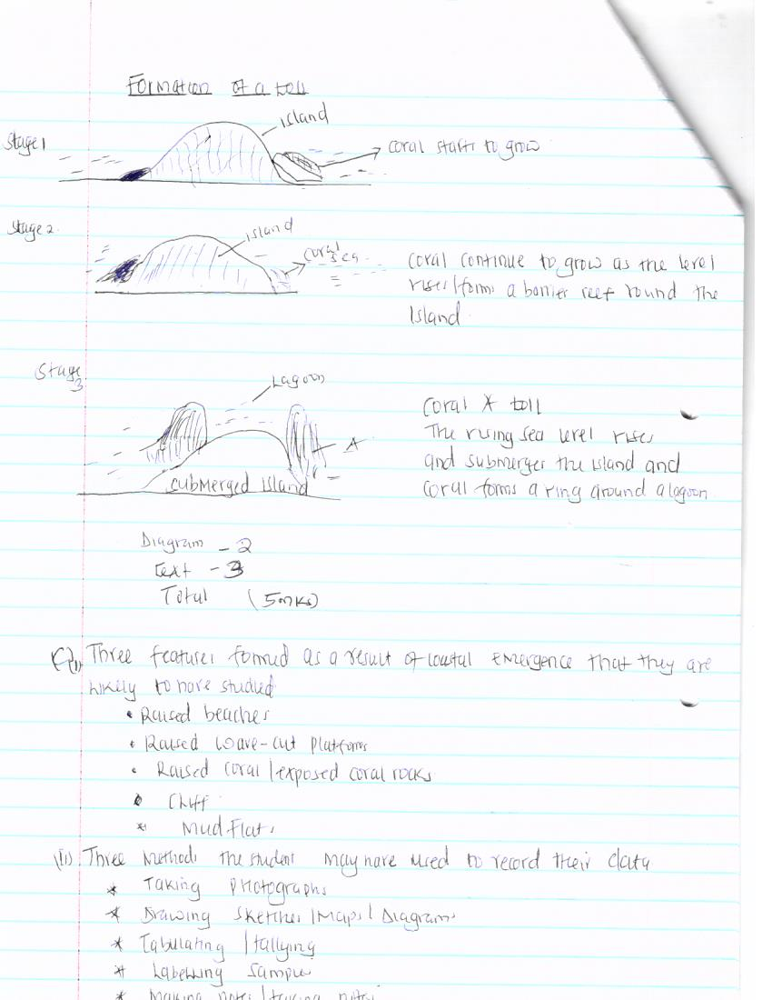 Formation of a toll
Island
Stage 1
coral starts to grow
Stage 2.
Island
Coral
Sea
Coral continue to grow as the level
rises/forms a barrier reef round the
Island
Stage
3
Lagoon
Coral A toll
The rising sea level rises
A
and submerges the island and
submerged island
coral forms a ring around a lagoon
Diagram - 2
Text - 3
Total (5mks)
(i) Three features formed as a result of coastal emergence that they are
likely to have studied
• Raised beaches
• Raised wave-cut platforms
• Raised coral/exposed coral rocks
• Cliff
* Mud flats
(ii) Three methods the student may have used to record their data
* Taking photographs
* Drawing sketches/Maps/Diagrams
* Tabulating/tallying
* Labelling sample
* Making notes/taking notes